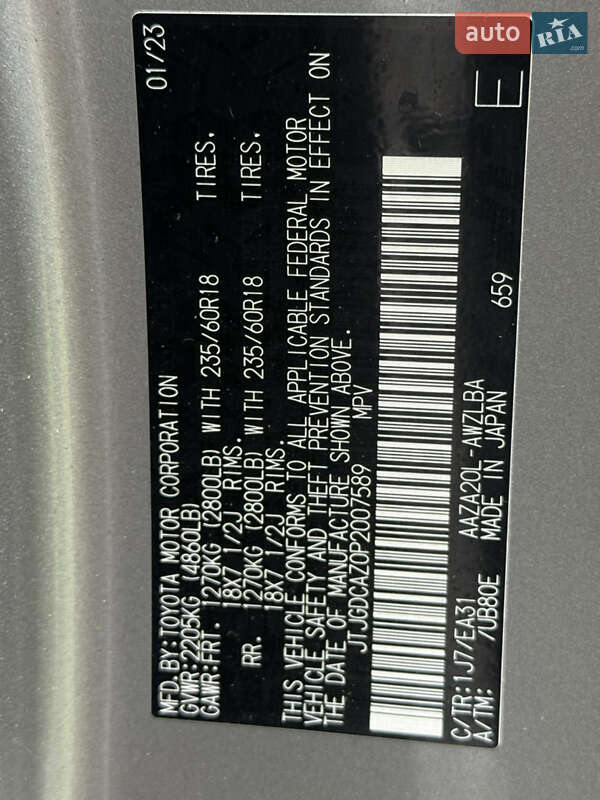 auto RIA .com
MFD.BY:TOYOTA MOTOR CORPORATION 01/23
GVWR:2205KG (4860LB)
GAWR:FRT. 1270KG (2800LB) WITH 235/60R18 TIRES.
18X7 1/2J RIMS.
RR. 1270KG (2800LB) WITH 235/60R18 TIRES.
18X7 1/2J RIMS.
THIS VEHICLE CONFORMS TO ALL APPLICABLE FEDERAL MOTOR
VEHICLE SAFETY AND THEFT PREVENTION STANDARDS IN EFFECT ON
THE DATE OF MANUFACTURE SHOWN ABOVE.
JTJGDCAZ0P2007589 MPV
C/TR:1J7/EA31 AAZA20L-AWZLBA
A/TM: /UB80E MADE IN JAPAN 659 E